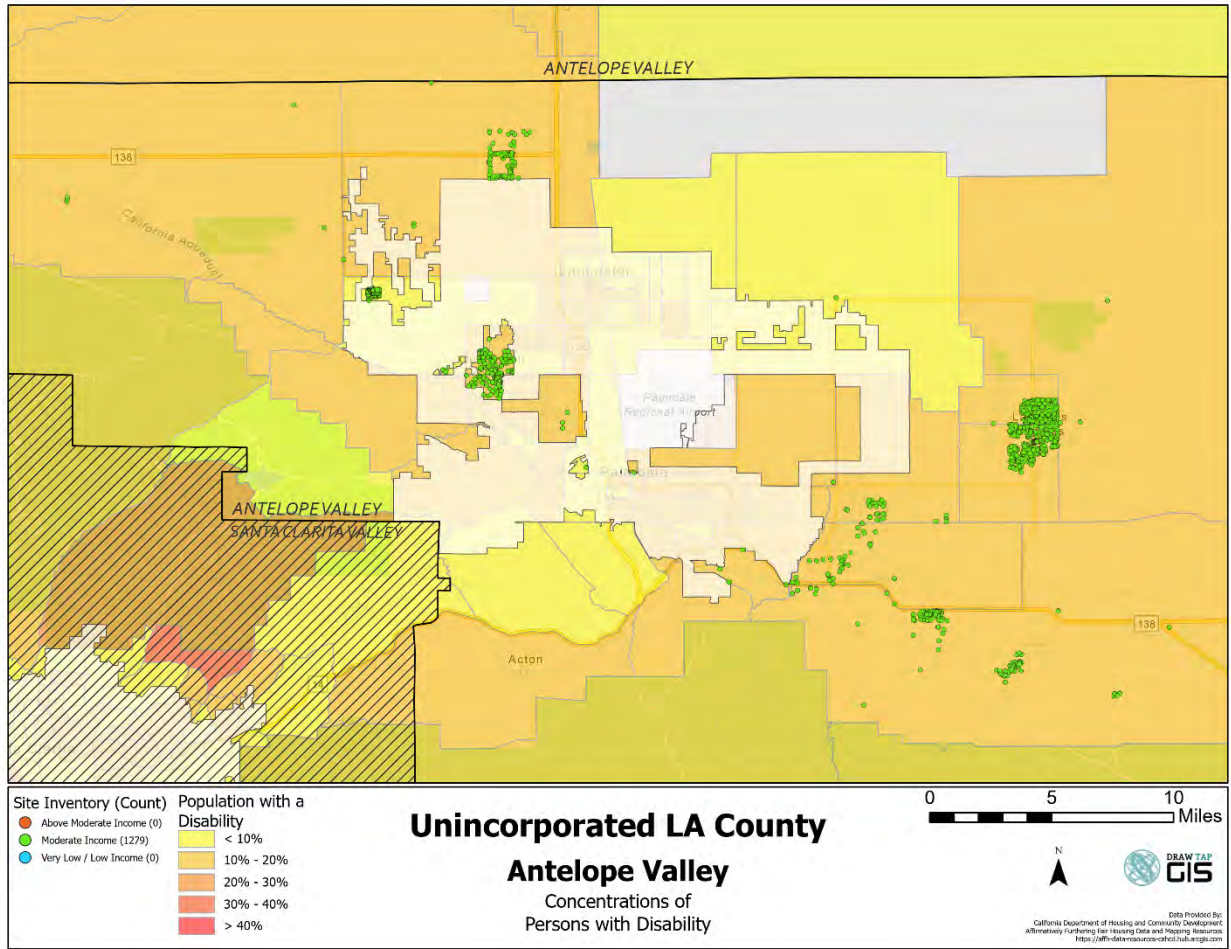 ANTELOPE VALLEY
138
California Aqueduct
Lancaster
Palmdale
Regional Airport
Palmdale
ANTELOPE VALLEY
SANTA CLARITA VALLEY
138
Acton
Site Inventory (Count)
Above Moderate Income (0)
Moderate Income (1279)
Very Low / Low Income (0)
Population with a
Disability
< 10%
10% - 20%
20% - 30%
30% - 40%
> 40%
Unincorporated LA County
Antelope Valley
Concentrations of
Persons with Disability
0 5 10
Miles
N
DRAW TAP
GIS
Data Provided By:
California Department of Housing and Community Development
Affirmatively Furthering Fair Housing Data and Mapping Resources
https://affh-data-resources-cahcd.hub.arcgis.com